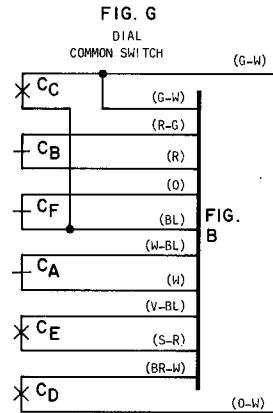 FIG. G
DIAL
COMMON SWITCH
(G-W)
CC
(G-W)
(R-G)
CB
(R)
(O)
CF
(BL)
FIG.
B
(W-BL)
CA
(W)
(V-BL)
CE
(S-R)
(BR-W)
CD
(O-W)